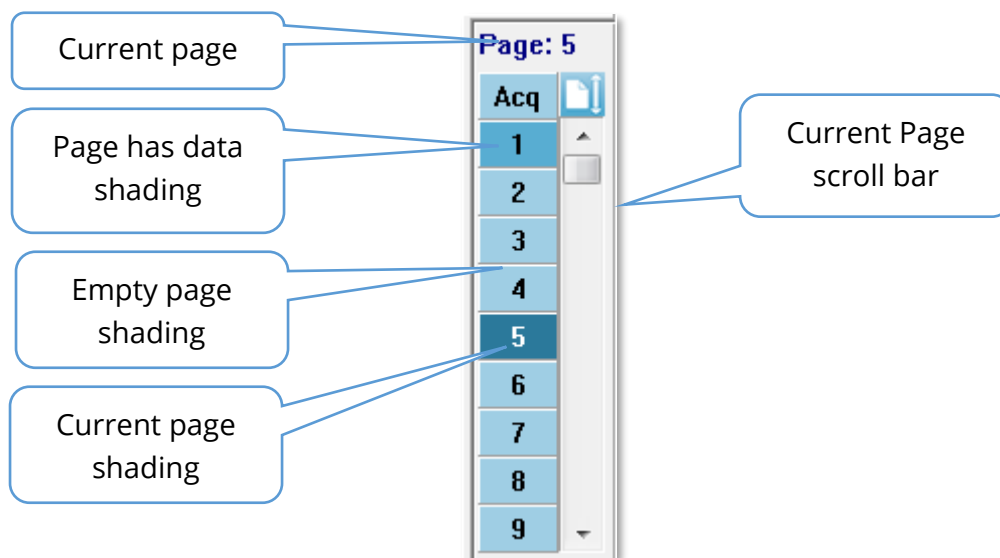 Current page
Page has data
shading
Empty page
shading
Current page
shading
Page: 5
Acq
1
2
3
4
5
6
7
8
9
Current Page
scroll bar